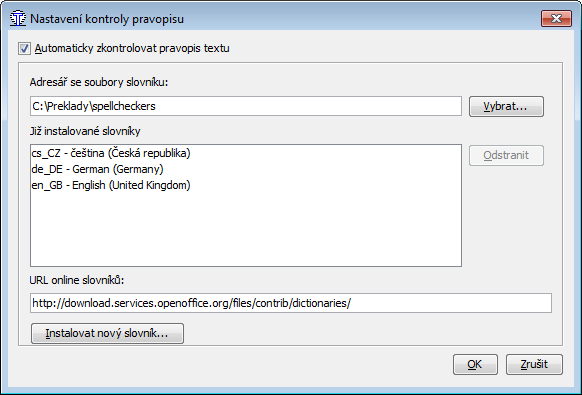 Nastavení kontroly pravopisu
Automaticky zkontrolovat pravopis textu
Adresář se soubory slovníku:
C:\Preklady\spellcheckers
Vybrat...
Již instalované slovníky
cs_CZ - čeština (Česká republika)
de_DE - German (Germany)
en_GB - English (United Kingdom)
Odstranit
URL online slovníků:
http://download.services.openoffice.org/files/contrib/dictionaries/
Instalovat nový slovník...
OK
Zrušit